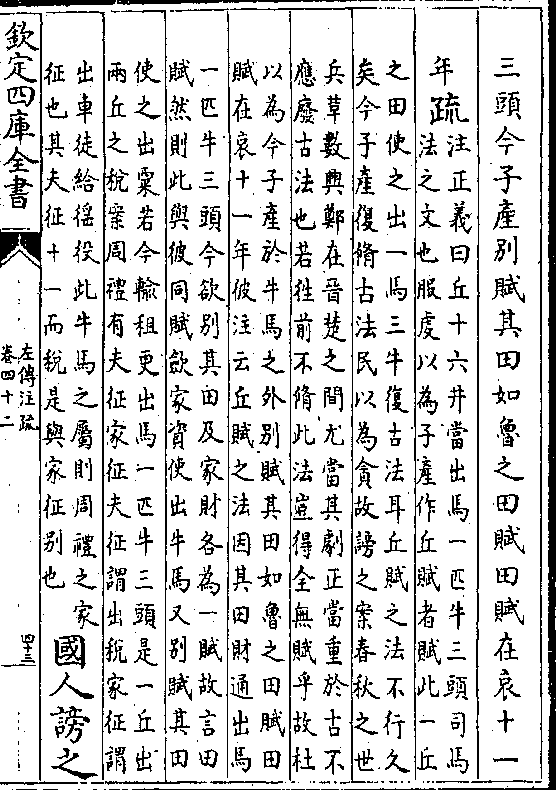 三頭今子產别賦其田如魯之田賦田賦在哀十一
年
疏
注正義曰丘十六井當出馬一匹牛三頭司馬
法之文也服虔以為子產作丘賦者賦此一丘
之田使之出一馬三牛復古法耳丘賦之法不行久
矣今子產復脩古法民以為貪故謗之案春秋之世
兵革數興鄭在晉楚之間尤當其劇正當重於古不
應廢古法也若往前不脩此法豈得全無賦乎故杜
以為今子產於牛馬之外别賦其田如魯之田賦田
賦在哀十一年彼注云丘賦之法因其田財通出馬
一匹牛三頭今欲别其田及家財各為一賦故言田
賦然則此與彼同賦斂家資使出牛馬又别賦其田
使之出粟若今輸租更出馬一匹牛三頭是一丘出
兩丘之稅案周禮有夫征家征夫征謂出稅家征謂
出車徒給徭役此牛馬之屬則周禮之家
征也其夫征十一而稅是與家征别也
國人謗之
欽定四庫全書
左傳注疏
卷四十二
四十三